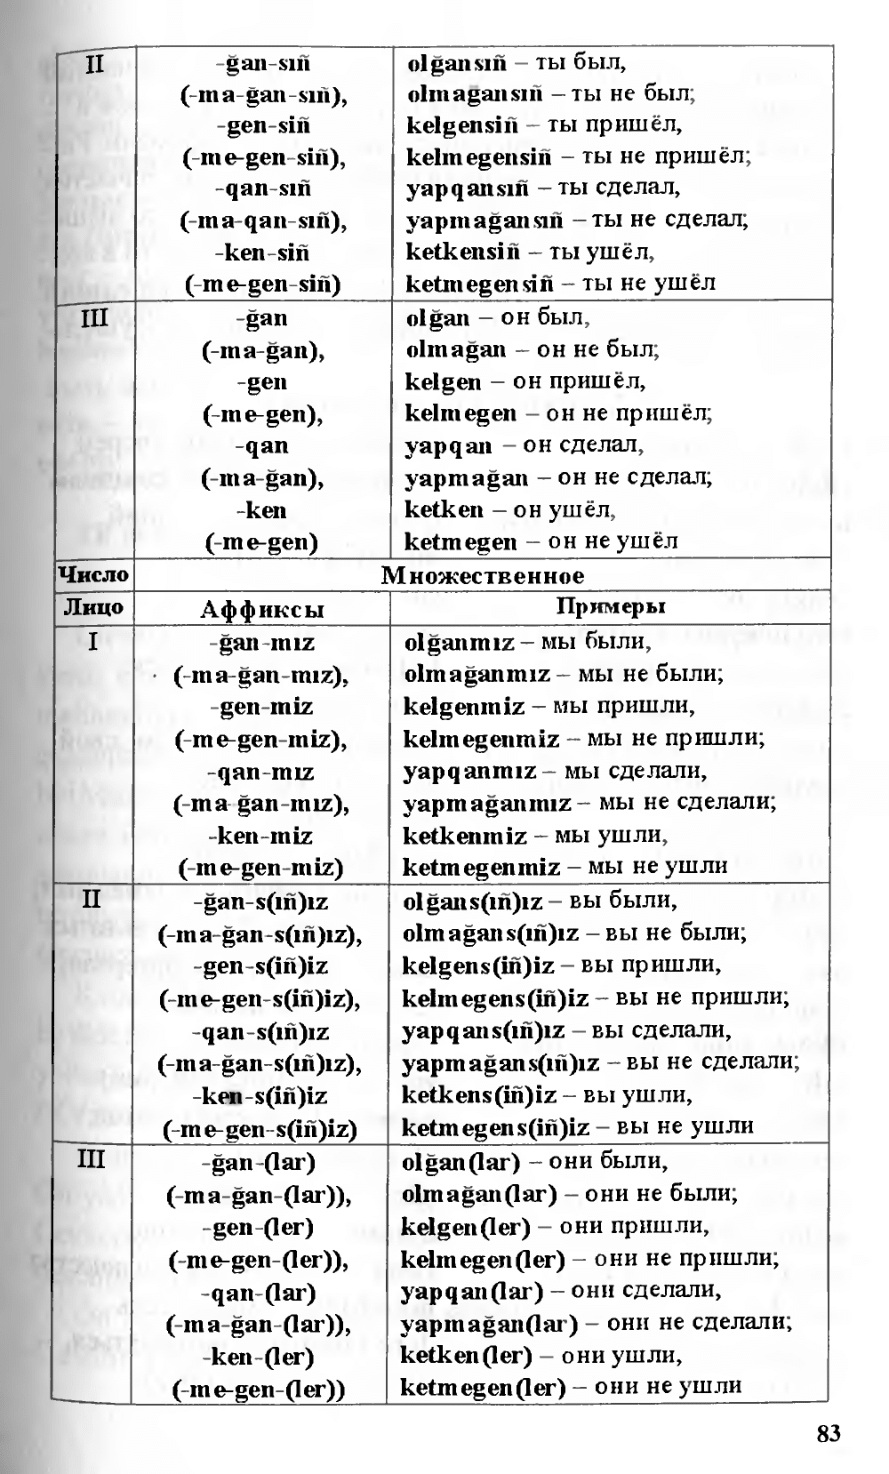 II -ğan-sıñ olğansıñ – ты был,
(-ma-ğan-sıñ), olmağansıñ – ты не был;
-gen-siñ kelgensiñ – ты пришёл,
(-me-gen-siñ), kelmegensiñ – ты не пришёл;
-qan-sıñ yapqansıñ – ты сделал,
(-ma-qan-sıñ), yapmağansıñ – ты не сделал;
-ken-siñ ketkensiñ – ты ушёл,
(-me-gen-siñ) ketmegensiñ – ты не ушёл
III -ğan olğan – он был,
(-ma-ğan), olmağan – он не был;
-gen kelgen – он пришёл,
(-me-gen), kelmegen – он не пришёл;
-qan yapqan – он сделал,
(-ma-ğan), yapmağan – он не сделал;
-ken ketken – он ушёл,
(-me-gen) ketmegen – он не ушёл
Число Множественное
Лицо Аффиксы Примеры
I -ğan-mız olğanmız – мы были,
(-ma-ğan-mız), olmağanmız – мы не были;
-gen-miz kelgenmiz – мы пришли,
(-me-gen-miz), kelmegenmiz – мы не пришли;
-qan-mız yapqanmız – мы сделали,
(-ma-ğan-mız), yapmağanmız – мы не сделали;
-ken-miz ketkenmiz – мы ушли,
(-me-gen-miz) ketmegenmiz – мы не ушли
II -ğan-s(ıñ)ız olğans(ıñ)ız – вы были,
(-ma-ğan-s(ıñ)ız), olmağans(ıñ)ız – вы не были;
-gen-s(iñ)iz kelgens(iñ)iz – вы пришли,
(-me-gen-s(iñ)iz), kelmegens(iñ)iz – вы не пришли;
-qan-s(ıñ)ız yapqans(ıñ)ız – вы сделали,
(-ma-ğan-s(ıñ)ız), yapmağans(ıñ)ız – вы не сделали;
-ken-s(iñ)iz ketkens(iñ)iz – вы ушли,
(-me-gen-s(iñ)iz) ketmegens(iñ)iz – вы не ушли
III -ğan-(lar) olğan(lar) – они были,
(-ma-ğan-(lar)), olmağan(lar) – они не были;
-gen-(ler) kelgen(ler) – они пришли,
(-me-gen-(ler)), kelmegen(ler) – они не пришли;
-qan-(lar) yapqan(lar) – они сделали,
(-ma-ğan-(lar)), yapmağan(lar) – они не сделали;
-ken-(ler) ketken(ler) – они ушли,
(-me-gen-(ler)) ketmegen(ler) – они не ушли
83